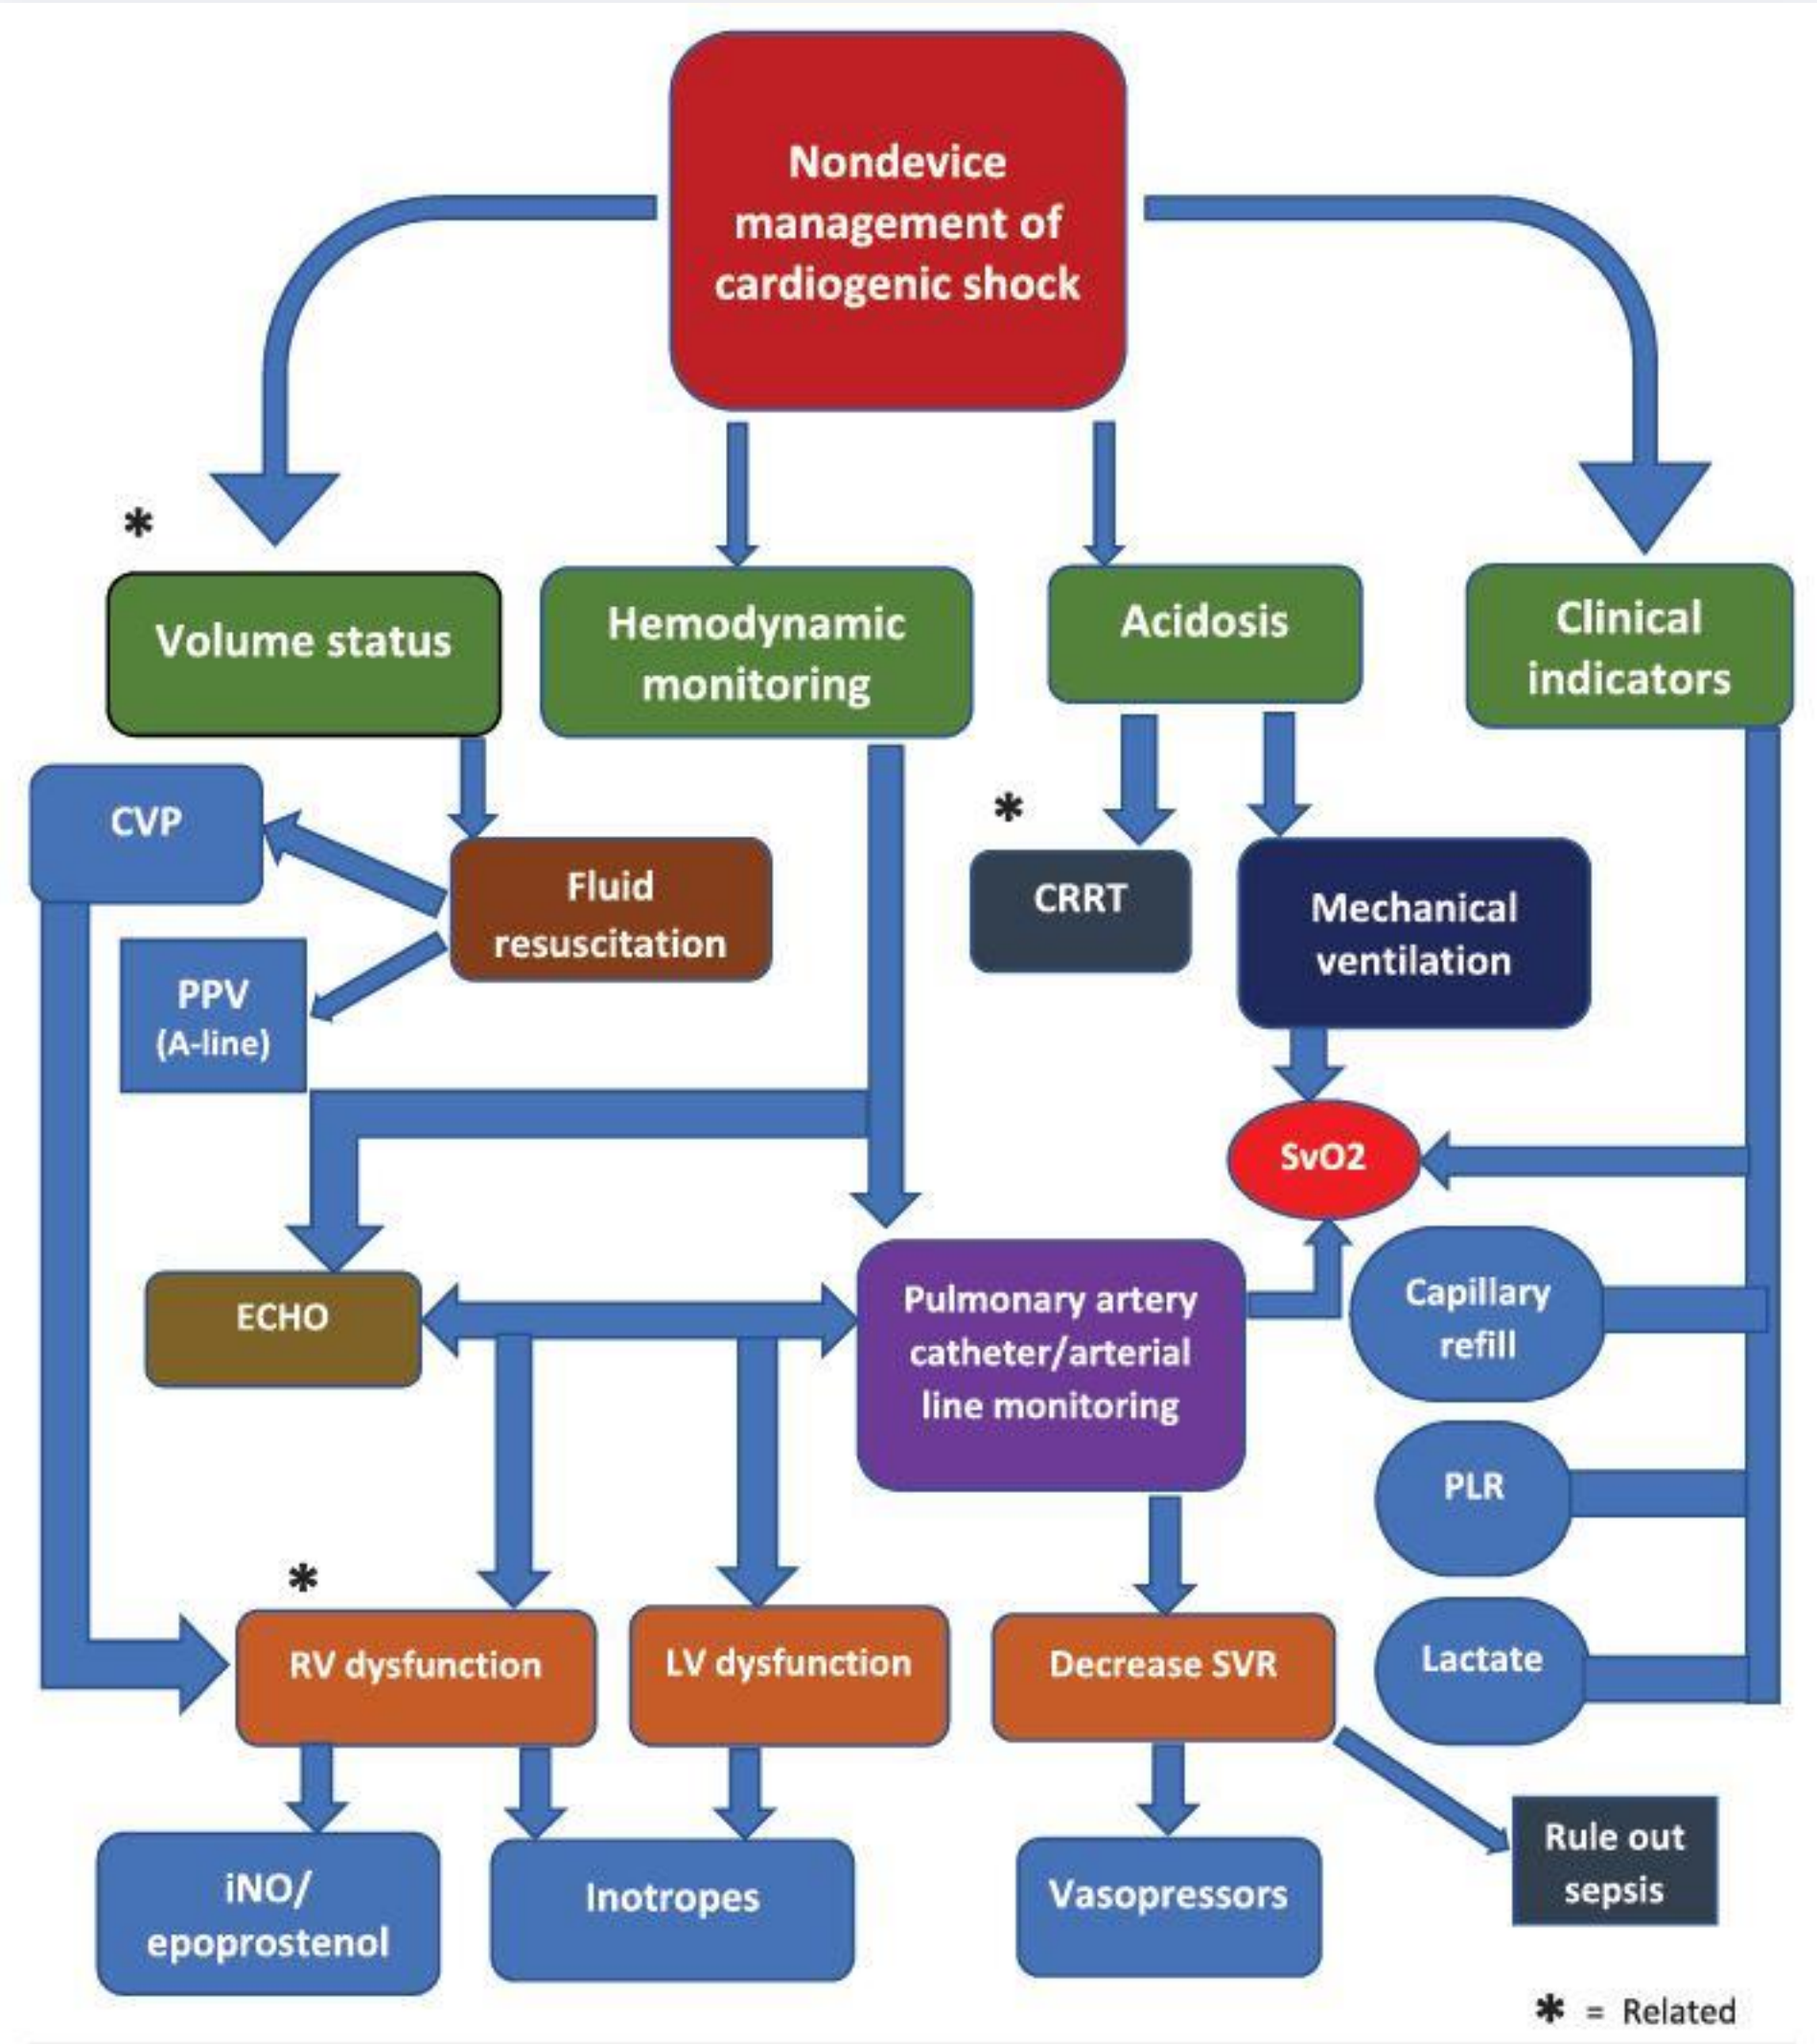 Nondevice
management of
cardiogenic shock
*
Volume status
Hemodynamic
monitoring
Acidosis
Clinical
indicators
CVP
Fluid
resuscitation
*
CRRT
Mechanical
ventilation
PPV
(A-line)
SvO2
ECHO
Pulmonary artery
catheter/arterial
line monitoring
Capillary
refill
PLR
*
RV dysfunction
LV dysfunction
Decrease SVR
Lactate
iNO/
epoprostenol
Inotropes
Vasopressors
Rule out
sepsis
* = Related